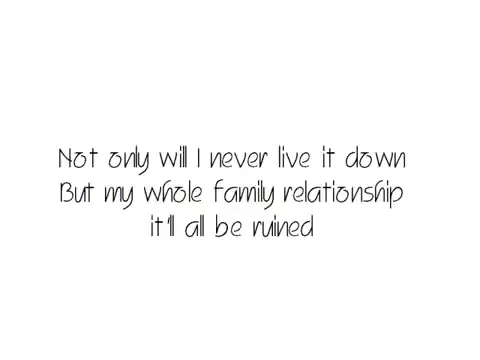 Not only will I never live it down
But my whole family relationship
it'll all be ruined